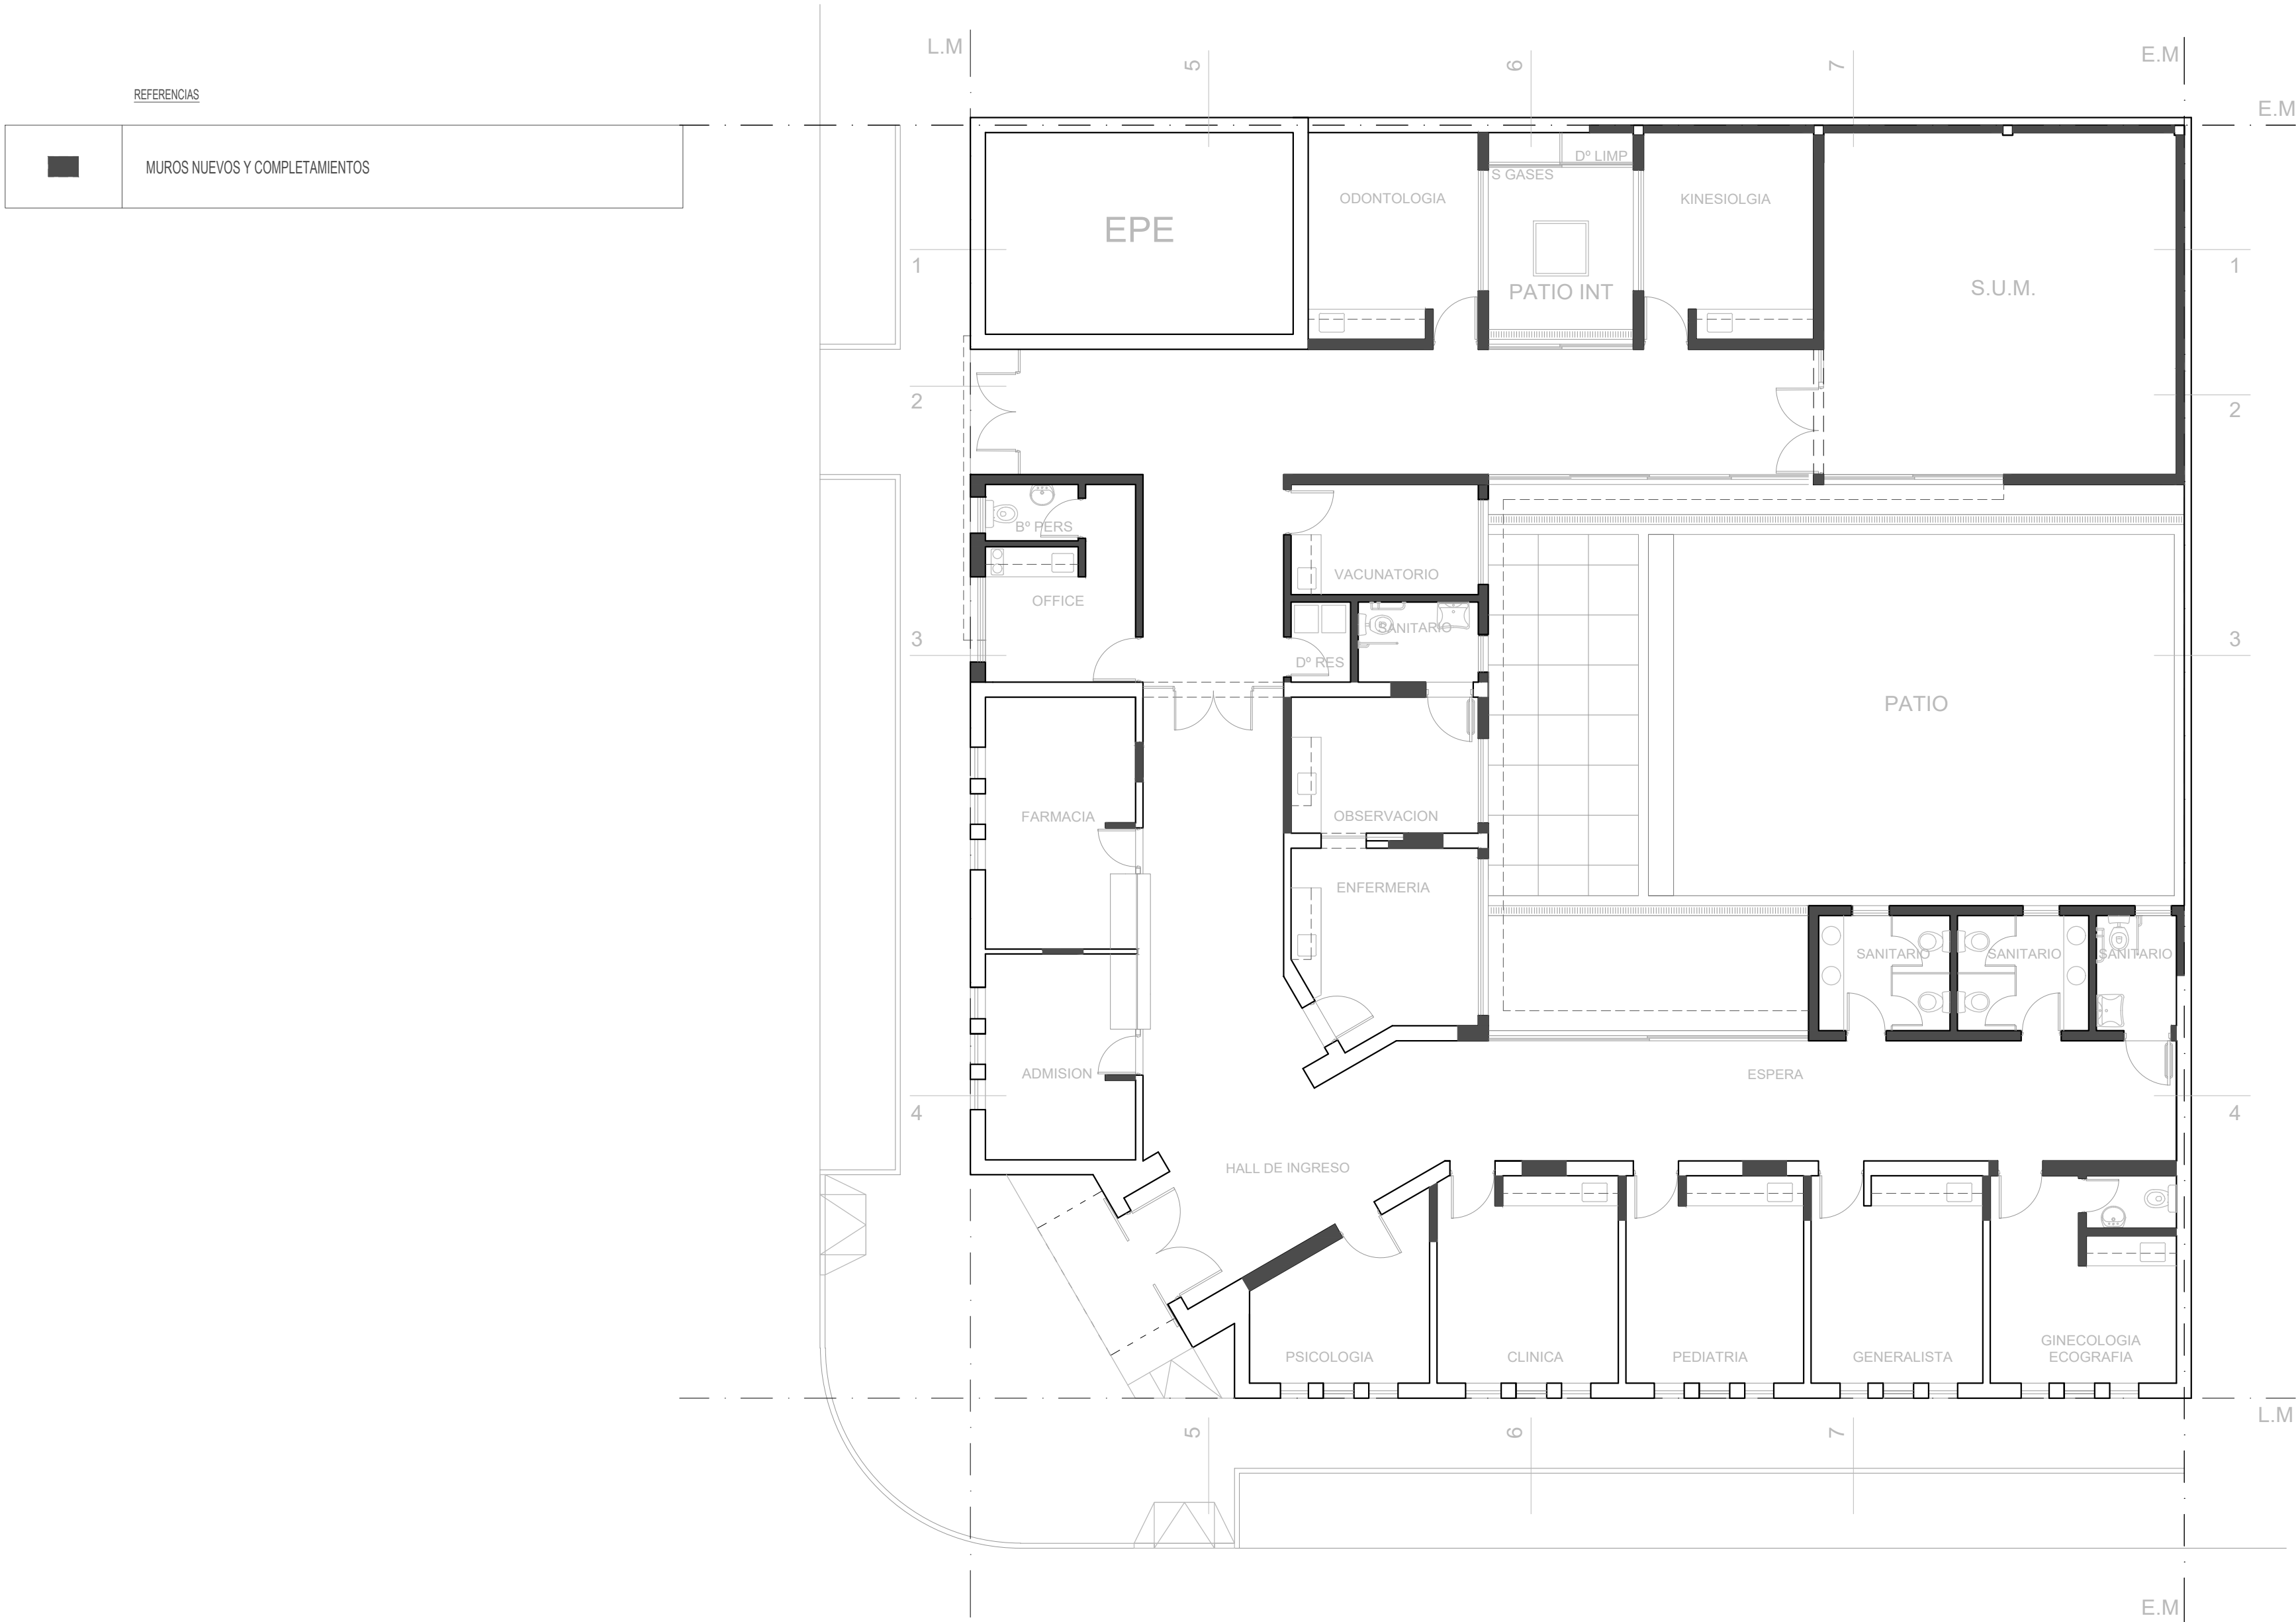 L.M
5
6
7
E.M
E.M
REFERENCIAS
MUROS NUEVOS Y COMPLETAMIENTOS
Dº LIMP
S GASES
ODONTOLOGIA
KINESIOLGIA
EPE
PATIO INT
S.U.M.
1
1
2
2
Bº PERS
VACUNATORIO
OFFICE
SANITARIO
3
3
Dº RES
PATIO
FARMACIA
OBSERVACION
ENFERMERIA
SANITARIO
SANITARIO
SANITARIO
ADMISION
ESPERA
4
4
HALL DE INGRESO
PSICOLOGIA
CLINICA
PEDIATRIA
GENERALISTA
GINECOLOGIA
ECOGRAFIA
L.M
5
6
7
E.M